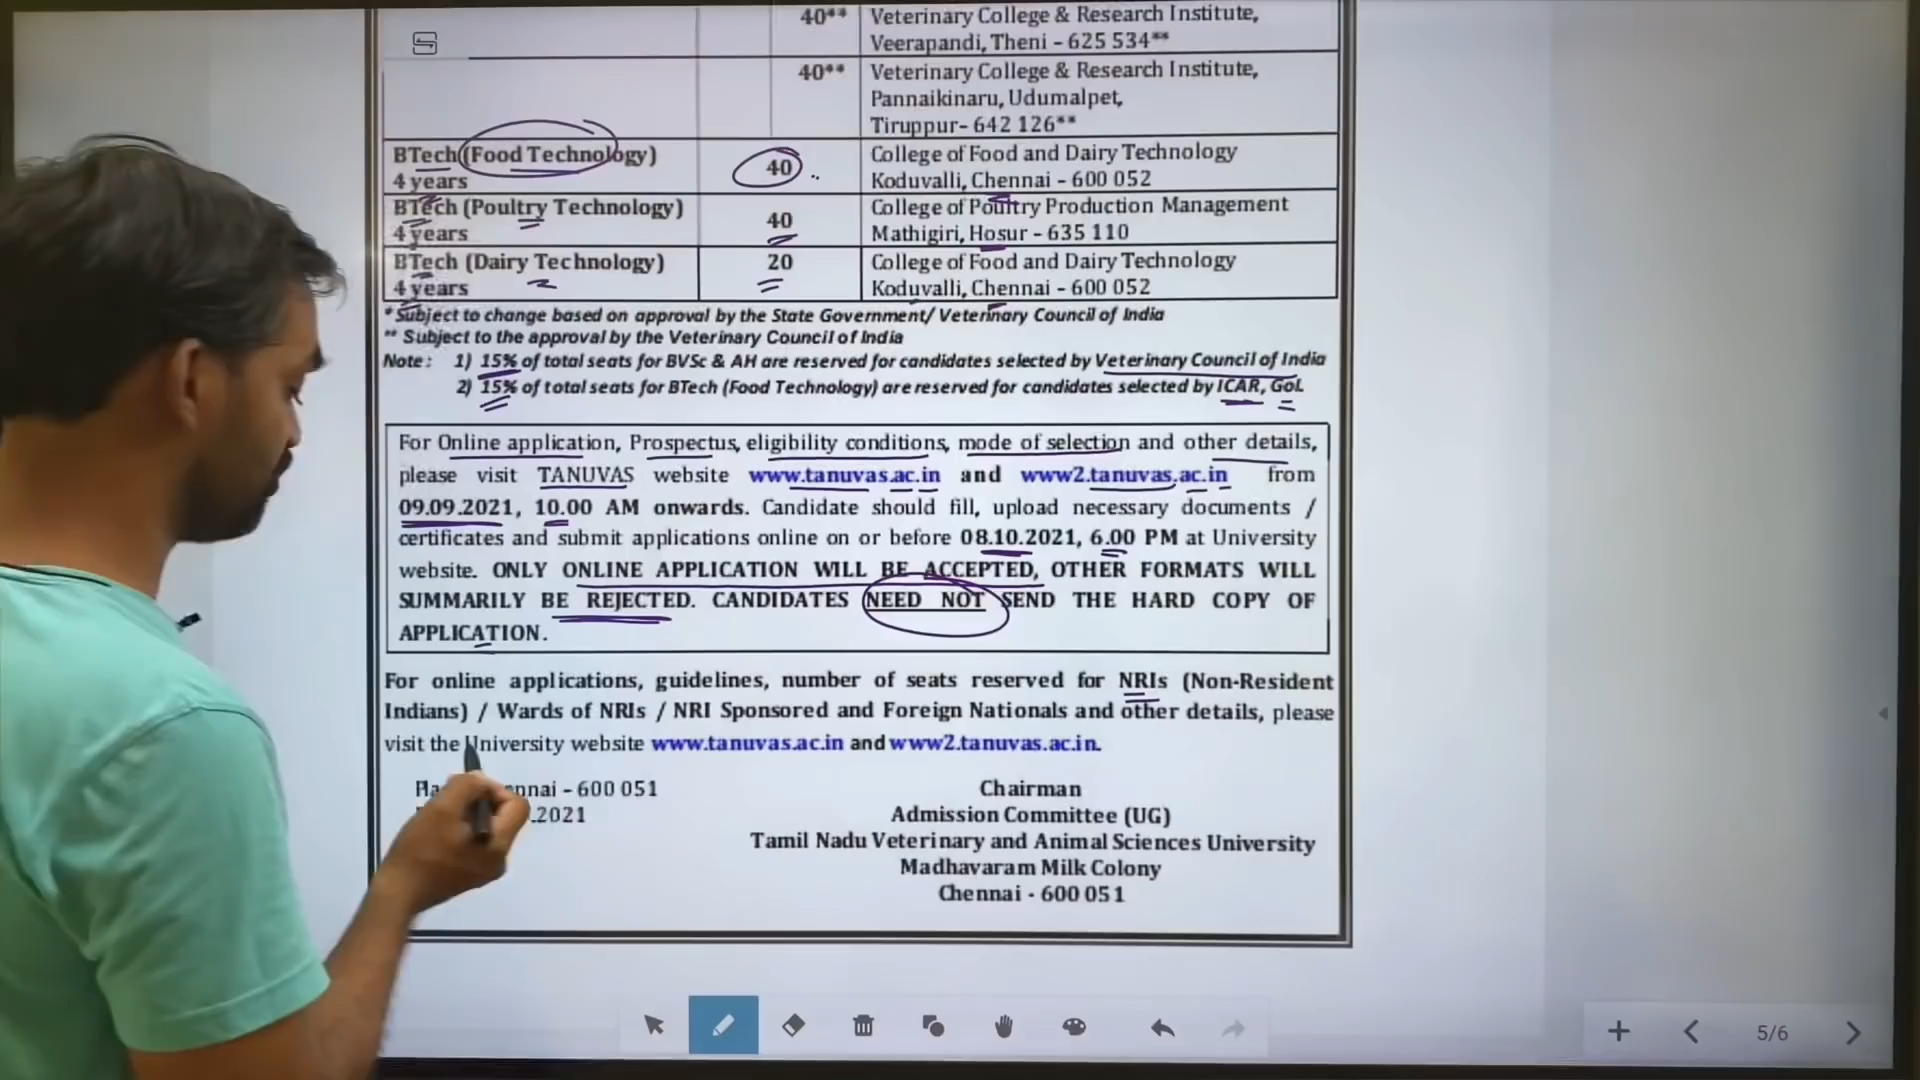 40** Veterinary College & Research Institute,
Veerapandi, Theni - 625 534**
40** Veterinary College & Research Institute,
Pannaikinaru, Udumalpet,
Tiruppur- 642 126**
BTech (Food Technology)
4 years
40
College of Food and Dairy Technology
Koduvalli, Chennai - 600 052
BTech (Poultry Technology)
4 years
40
College of Poultry Production Management
Mathigiri, Hosur - 635 110
BTech (Dairy Technology)
4 years
20
College of Food and Dairy Technology
Koduvalli, Chennai - 600 052
* Subject to change based on approval by the State Government/ Veterinary Council of India
** Subject to the approval by the Veterinary Council of India
Note : 1) 15% of total seats for BVSc & AH are reserved for candidates selected by Veterinary Council of India
2) 15% of total seats for BTech (Food Technology) are reserved for candidates selected by ICAR, GoI.
For Online application, Prospectus, eligibility conditions, mode of selection and other details,
please visit TANUVAS website www.tanuvas.ac.in and www2.tanuvas.ac.in from
09.09.2021, 10.00 AM onwards. Candidate should fill, upload necessary documents /
certificates and submit applications online on or before 08.10.2021, 6.00 PM at University
website. ONLY ONLINE APPLICATION WILL BE ACCEPTED, OTHER FORMATS WILL
SUMMARILY BE REJECTED. CANDIDATES NEED NOT SEND THE HARD COPY OF
APPLICATION.
For online applications, guidelines, number of seats reserved for NRIs (Non-Resident
Indians) / Wards of NRIs / NRI Sponsored and Foreign Nationals and other details, please
visit the University website www.tanuvas.ac.in and www2.tanuvas.ac.in.
- 600 051
.2021
Chairman
Admission Committee (UG)
Tamil Nadu Veterinary and Animal Sciences University
Madhavaram Milk Colony
Chennai - 600 051
5/6